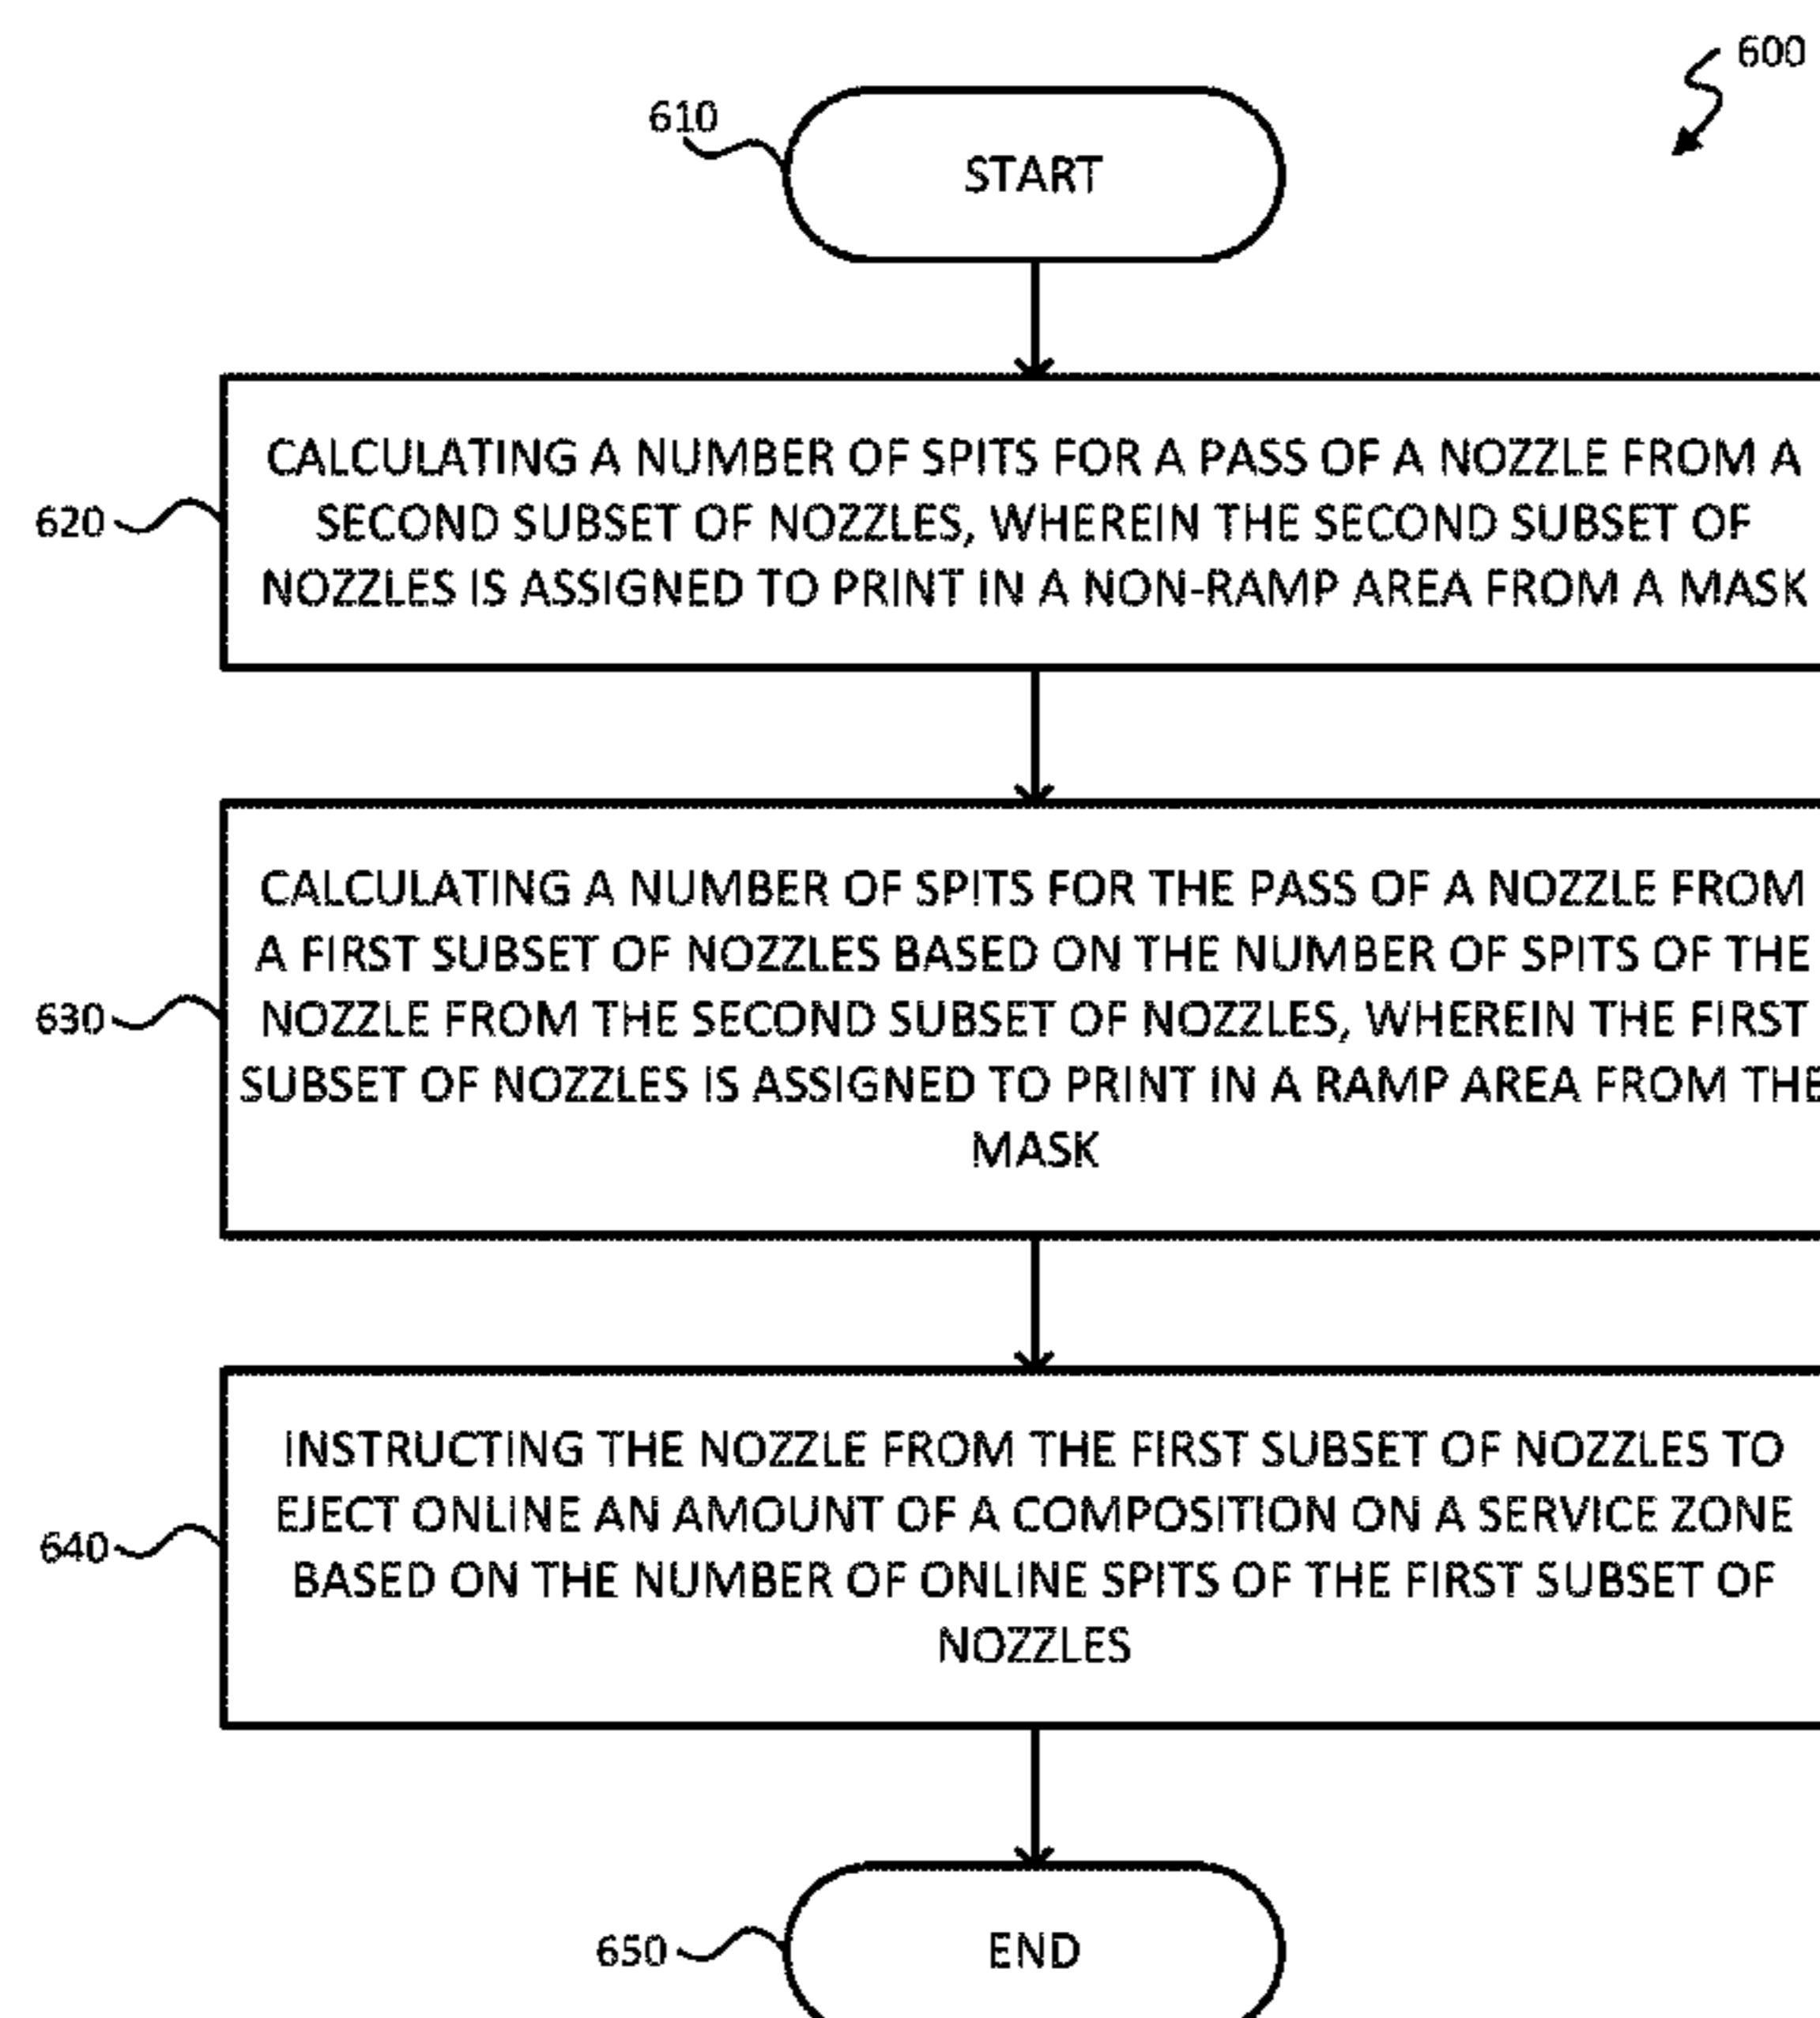 600
610
START
CALCULATING A NUMBER OF SPITS FOR A PASS OF A NOZZLE FROM A
SECOND SUBSET OF NOZZLES, WHEREIN THE SECOND SUBSET OF
NOZZLES IS ASSIGNED TO PRINT IN A NON-RAMP AREA FROM A MASK
620
CALCULATING A NUMBER OF SPITS FOR THE PASS OF A NOZZLE FROM
A FIRST SUBSET OF NOZZLES BASED ON THE NUMBER OF SPITS OF THE
NOZZLE FROM THE SECOND SUBSET OF NOZZLES, WHEREIN THE FIRST
SUBSET OF NOZZLES IS ASSIGNED TO PRINT IN A RAMP AREA FROM THE
MASK
630
INSTRUCTING THE NOZZLE FROM THE FIRST SUBSET OF NOZZLES TO
EJECT ONLINE AN AMOUNT OF A COMPOSITION ON A SERVICE ZONE
BASED ON THE NUMBER OF ONLINE SPITS OF THE FIRST SUBSET OF
NOZZLES
640
650
END